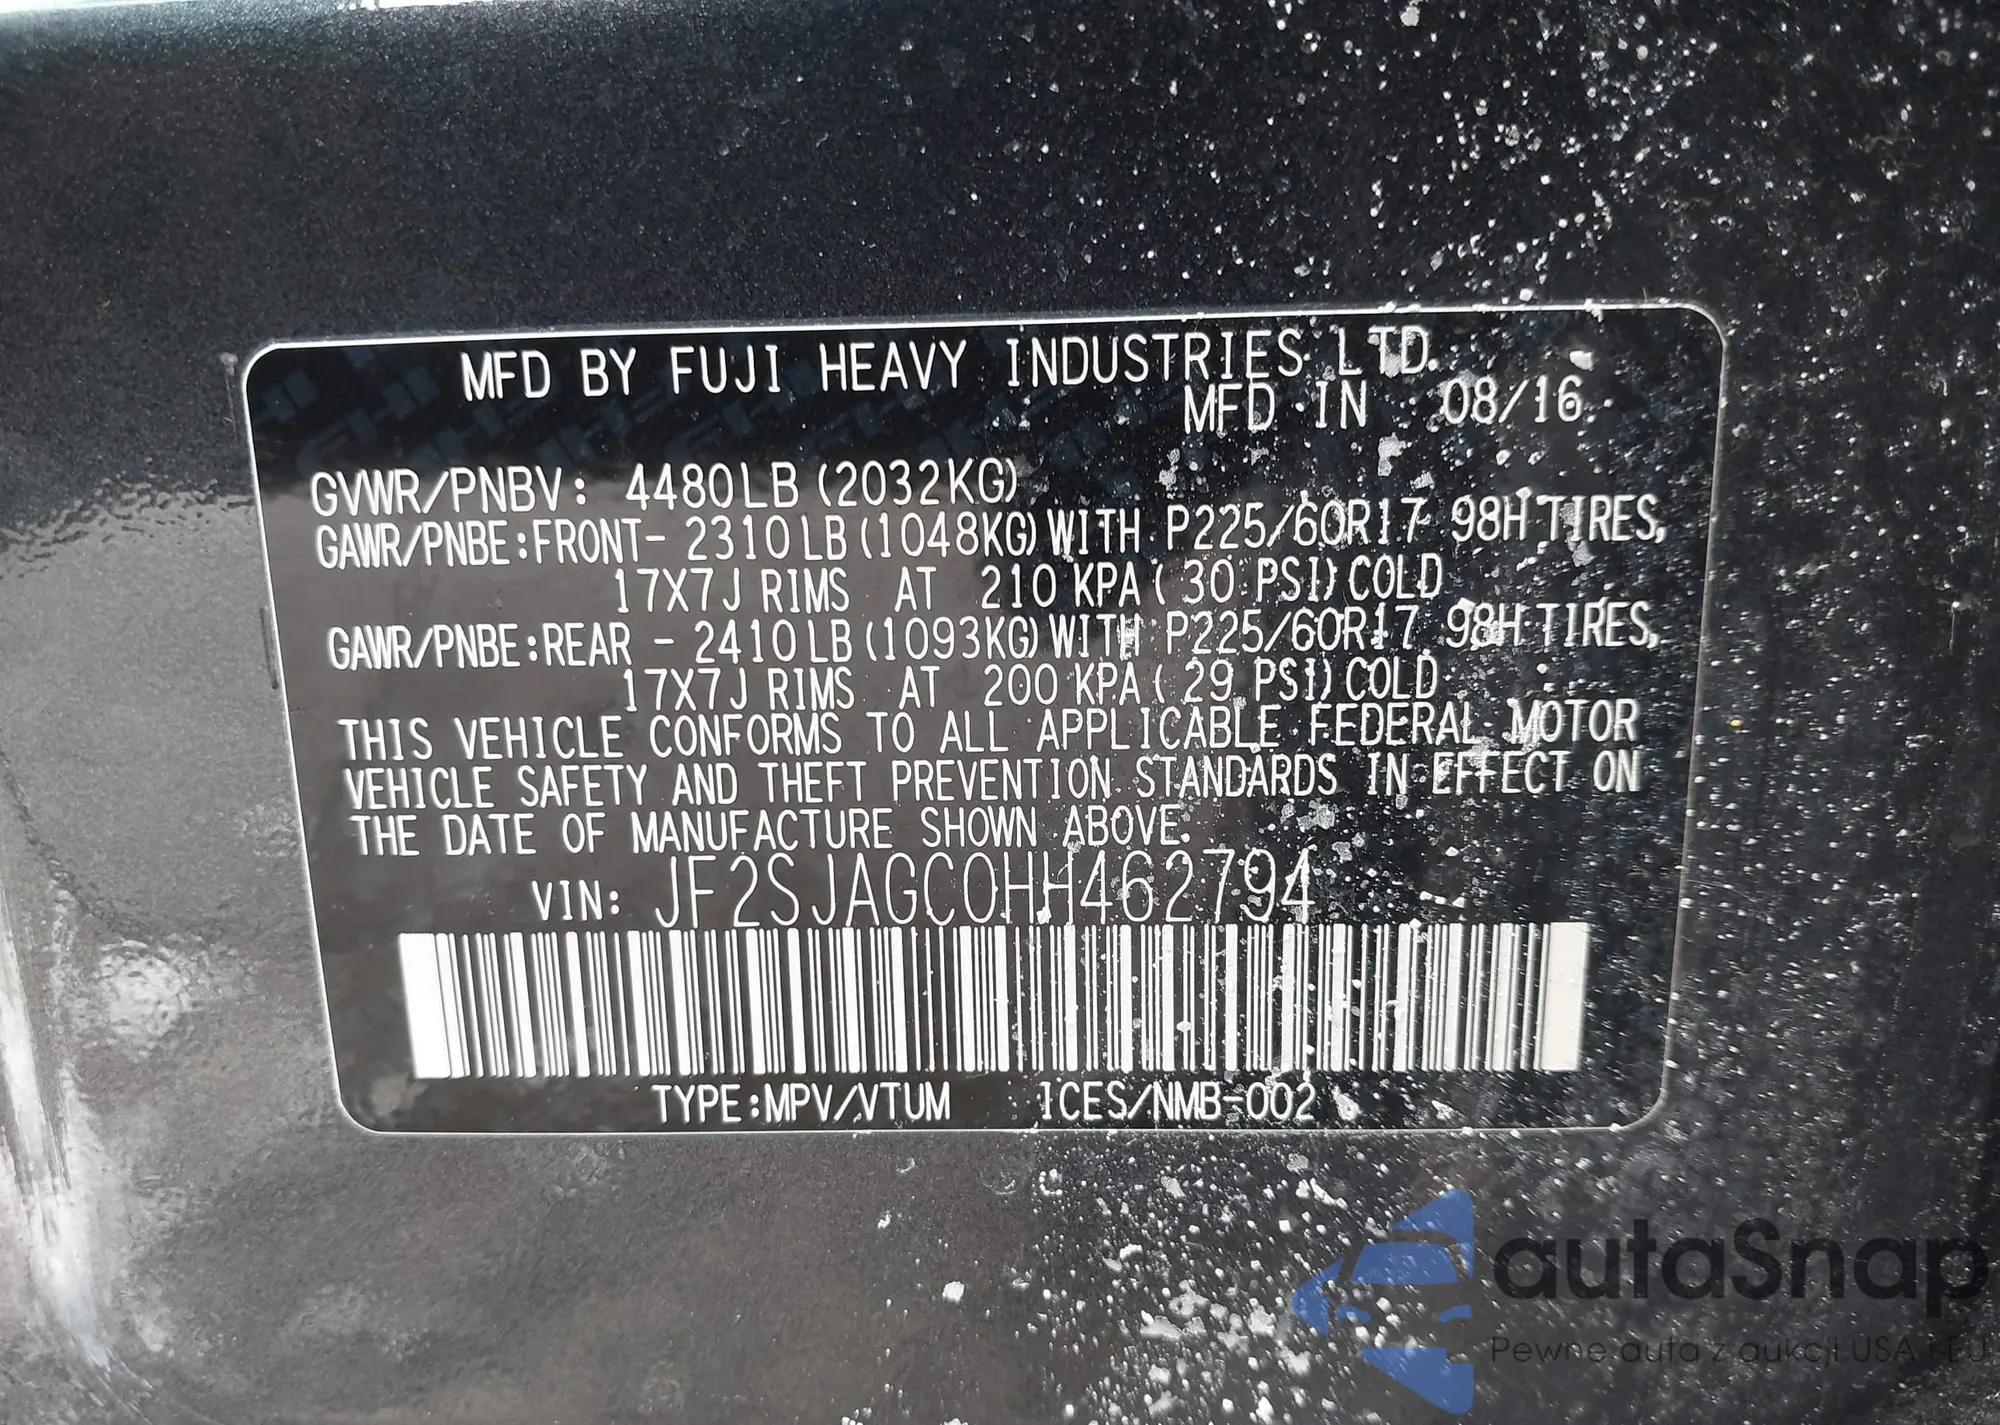 MFD BY FUJI HEAVY INDUSTRIES LTD.
MFD IN 08/16
GVWR/PNBV: 4480LB (2032KG)
GAWR/PNBE:FRONT- 2310LB (1048KG) WITH P225/60R17 98H TIRES,
17X7J RIMS AT 210 KPA ( 30 PSI) COLD
GAWR/PNBE:REAR - 2410LB (1093KG) WITH P225/60R17 98H TIRES,
17X7J RIMS AT 200 KPA ( 29 PSI) COLD
THIS VEHICLE CONFORMS TO ALL APPLICABLE FEDERAL MOTOR
VEHICLE SAFETY AND THEFT PREVENTION STANDARDS IN EFFECT ON
THE DATE OF MANUFACTURE SHOWN ABOVE.
VIN: JF2SJAGC0HH462794
TYPE:MPV/VTUM ICES/NMB-002
autaSnap
Pewne auta z aukcji USA i EU